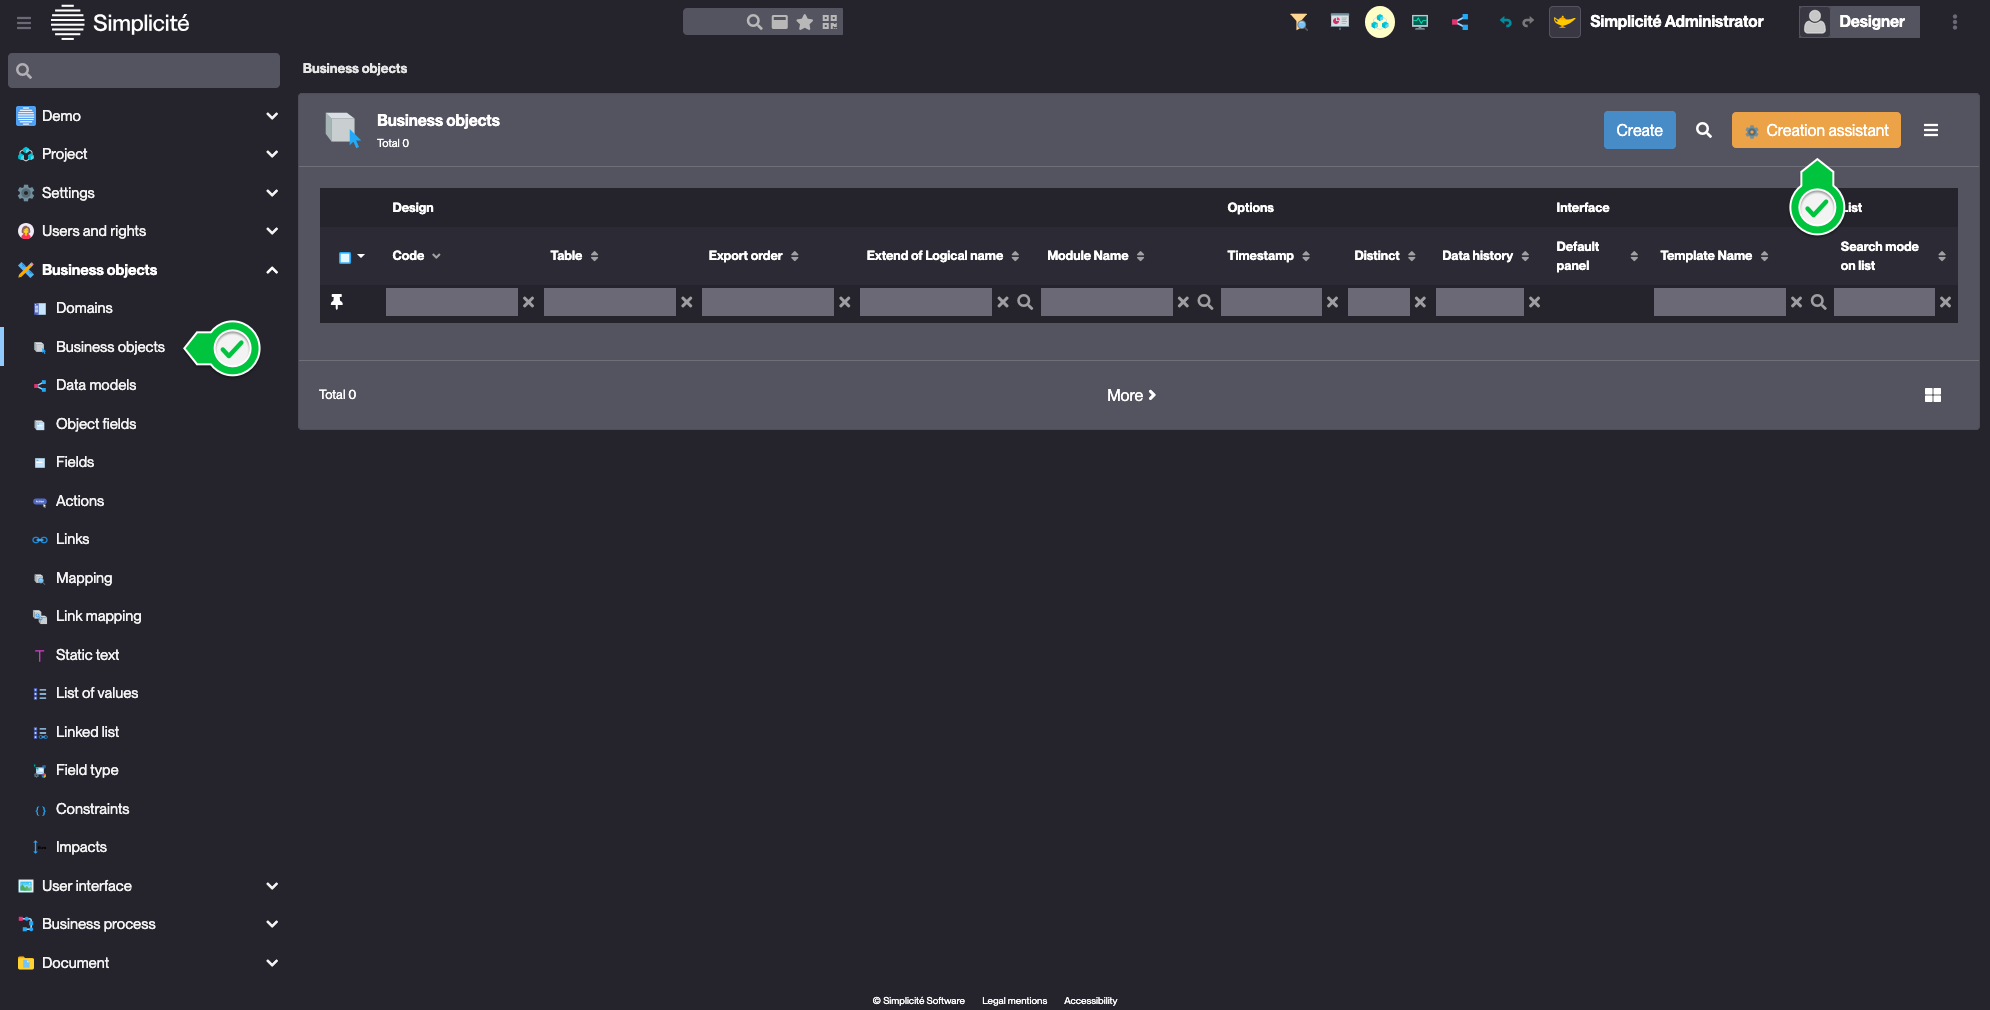 Simplicité
Simplicité Administrator
Designer
Demo
Project
Settings
Users and rights
Business objects
Domains
Business objects
Data models
Object fields
Fields
Actions
Links
Mapping
Link mapping
Static text
List of values
Linked list
Field type
Constraints
Impacts
User interface
Business process
Document
Business objects
Business objects
Total 0
Create
Creation assistant
Design
Options
Interface
Code
Table
Export order
Extend of Logical name
Module Name
Timestamp
Distinct
Data history
Default
panel
Template Name
Search mode
on list
Total 0
More
© Simplicité Software
Legal mentions
Accessibility